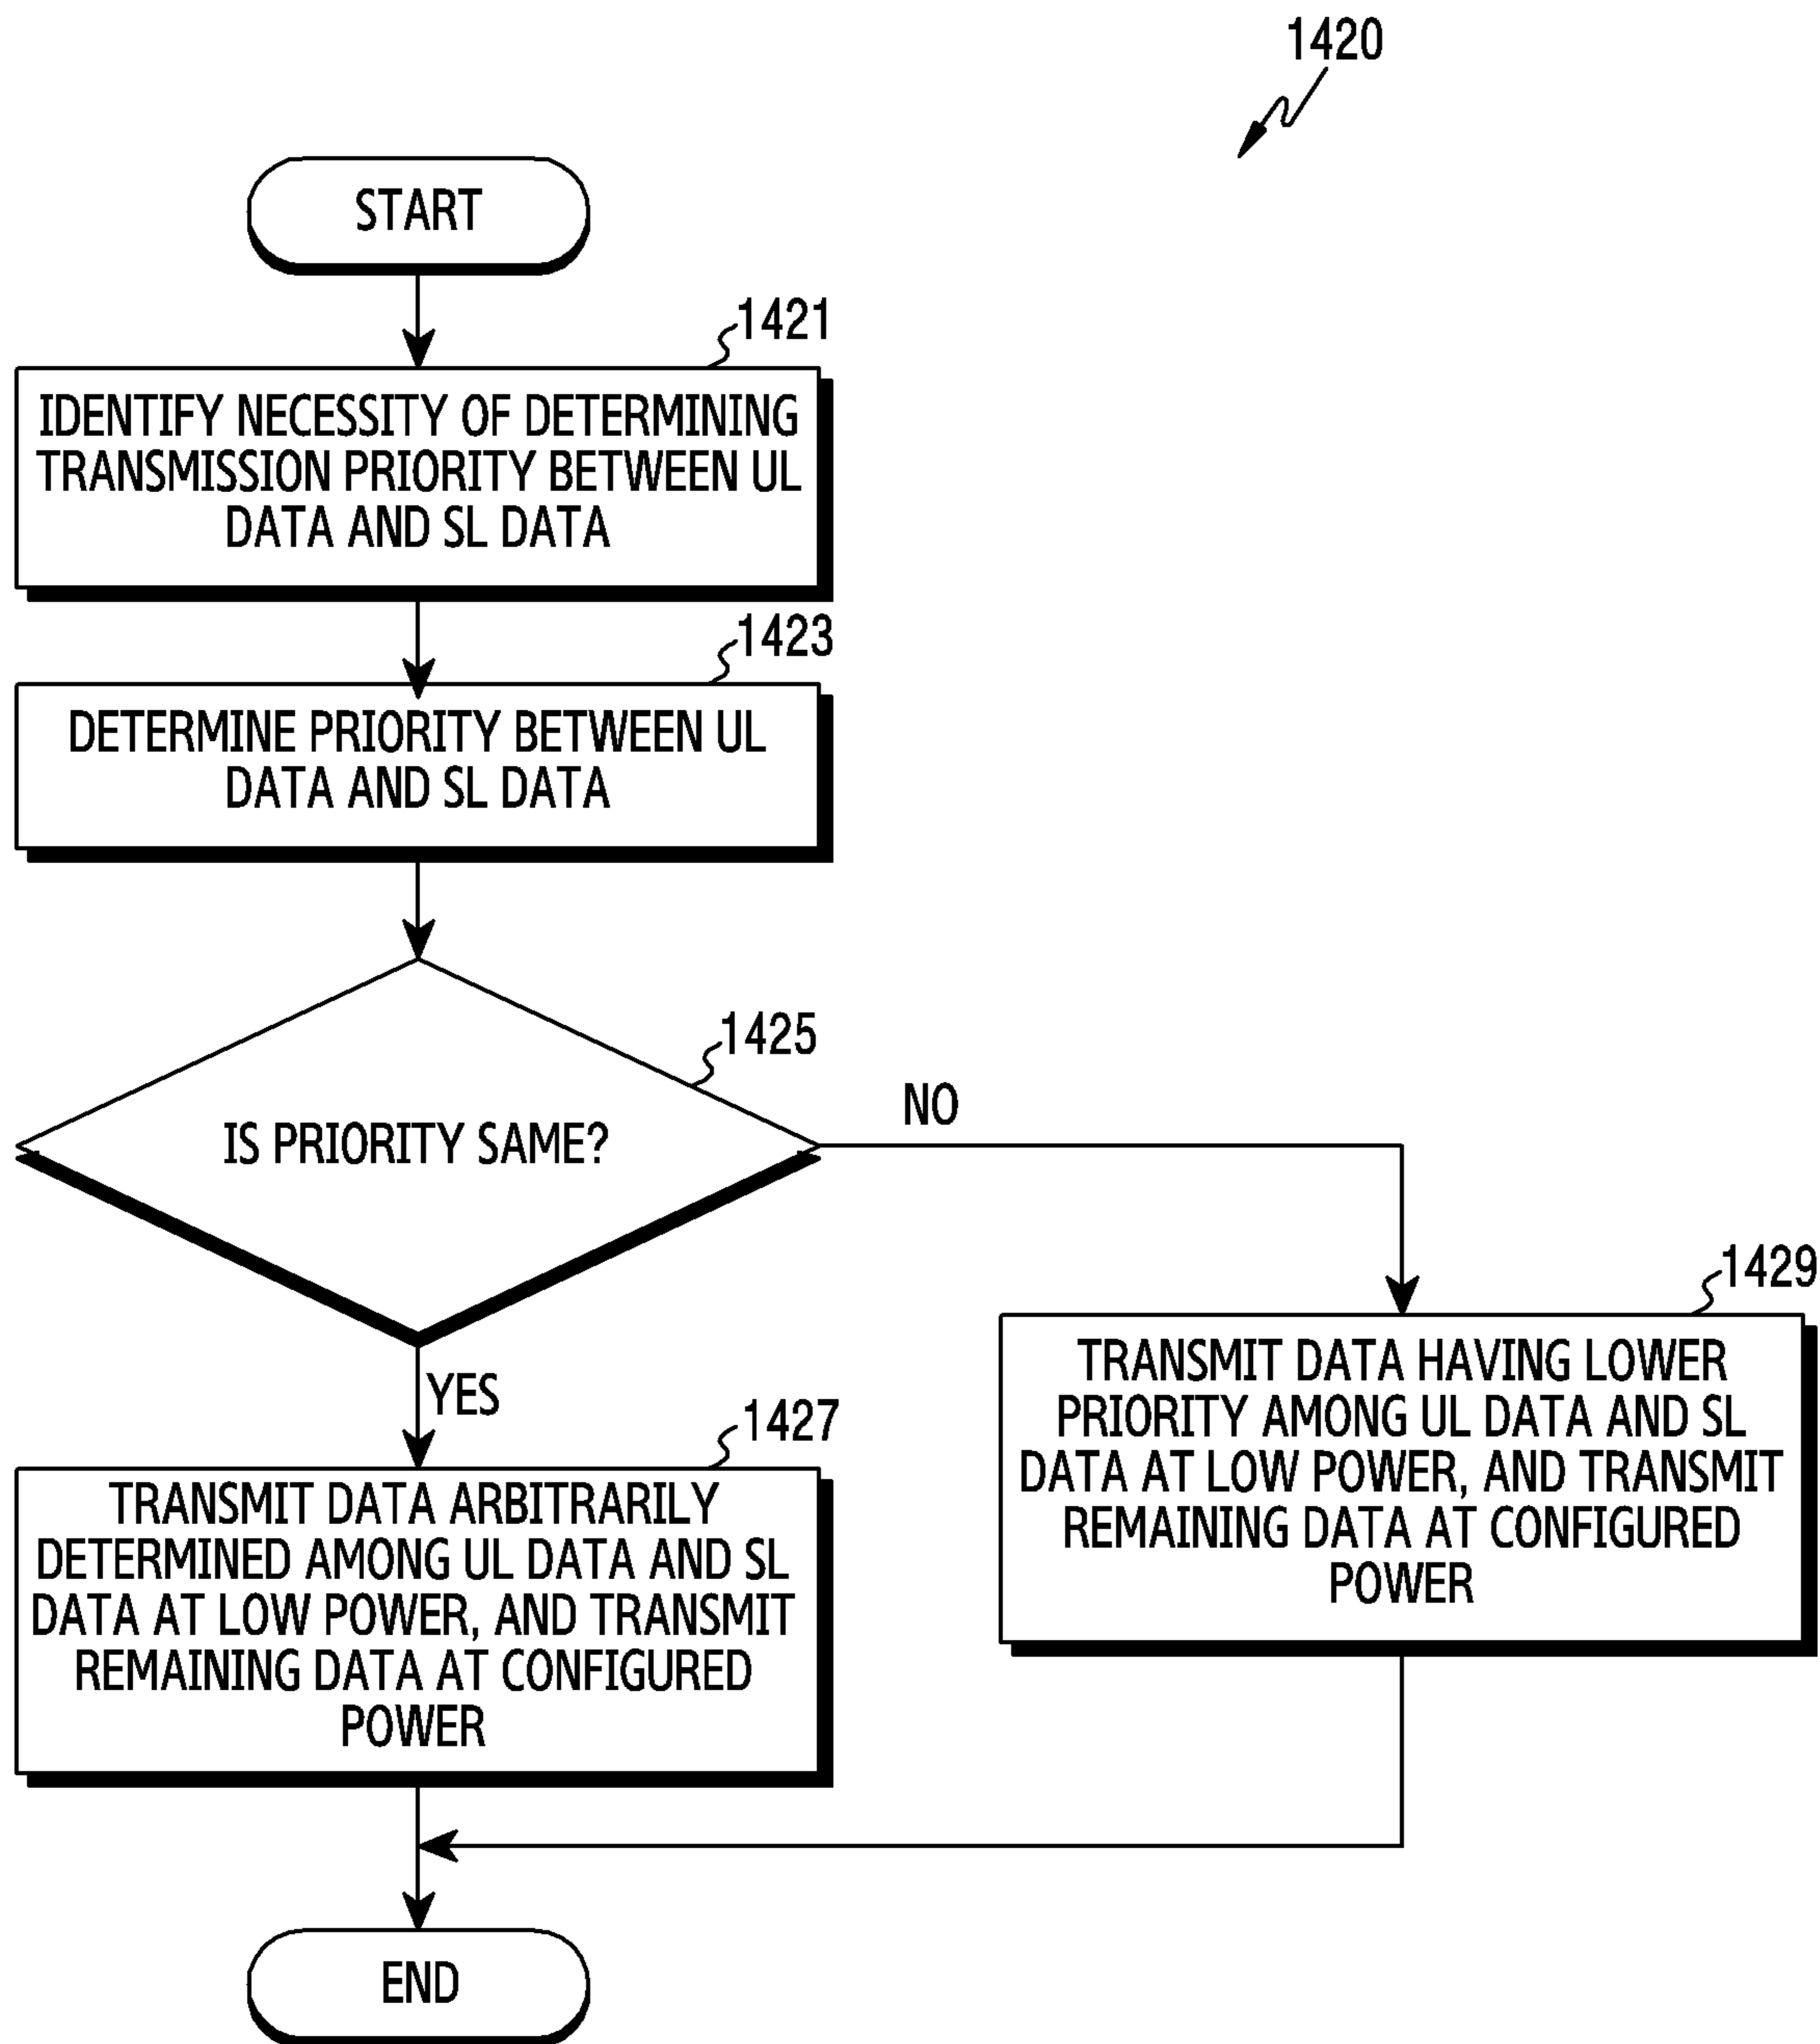 1420
START
1421
IDENTIFY NECESSITY OF DETERMINING
TRANSMISSION PRIORITY BETWEEN UL
DATA AND SL DATA
1423
DETERMINE PRIORITY BETWEEN UL
DATA AND SL DATA
1425
IS PRIORITY SAME?
NO
YES
1427
TRANSMIT DATA ARBITRARILY
DETERMINED AMONG UL DATA AND SL
DATA AT LOW POWER, AND TRANSMIT
REMAINING DATA AT CONFIGURED
POWER
1429
TRANSMIT DATA HAVING LOWER
PRIORITY AMONG UL DATA AND SL
DATA AT LOW POWER, AND TRANSMIT
REMAINING DATA AT CONFIGURED
POWER
END